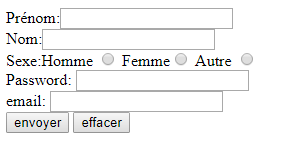 Prénom:
Nom:
Sexe:Homme Femme Autre
Password:
email:
envoyer effacer